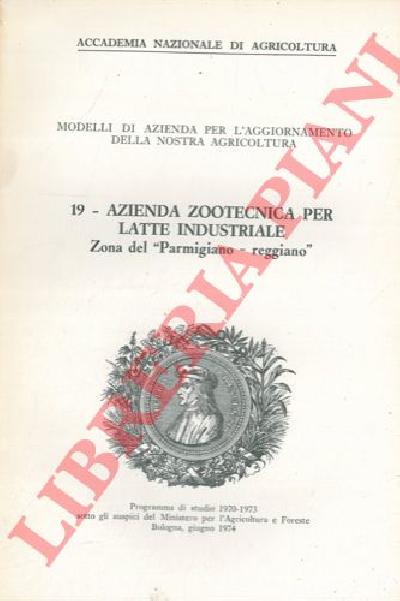 ACCADEMIA NAZIONALE DI AGRICOLTURA
MODELLI DI AZIENDA PER L'AGGIORNAMENTO
DELLA NOSTRA AGRICOLTURA
19 - AZIENDA ZOOTECNICA PER
LATTE INDUSTRIALE
Zona del "Parmigiano - reggiano"
Programma di studio 1970-1973
sotto gli auspici del Ministero per l'Agricoltura e Foreste
Bologna, giugno 1974
LIBRERIA PIANI